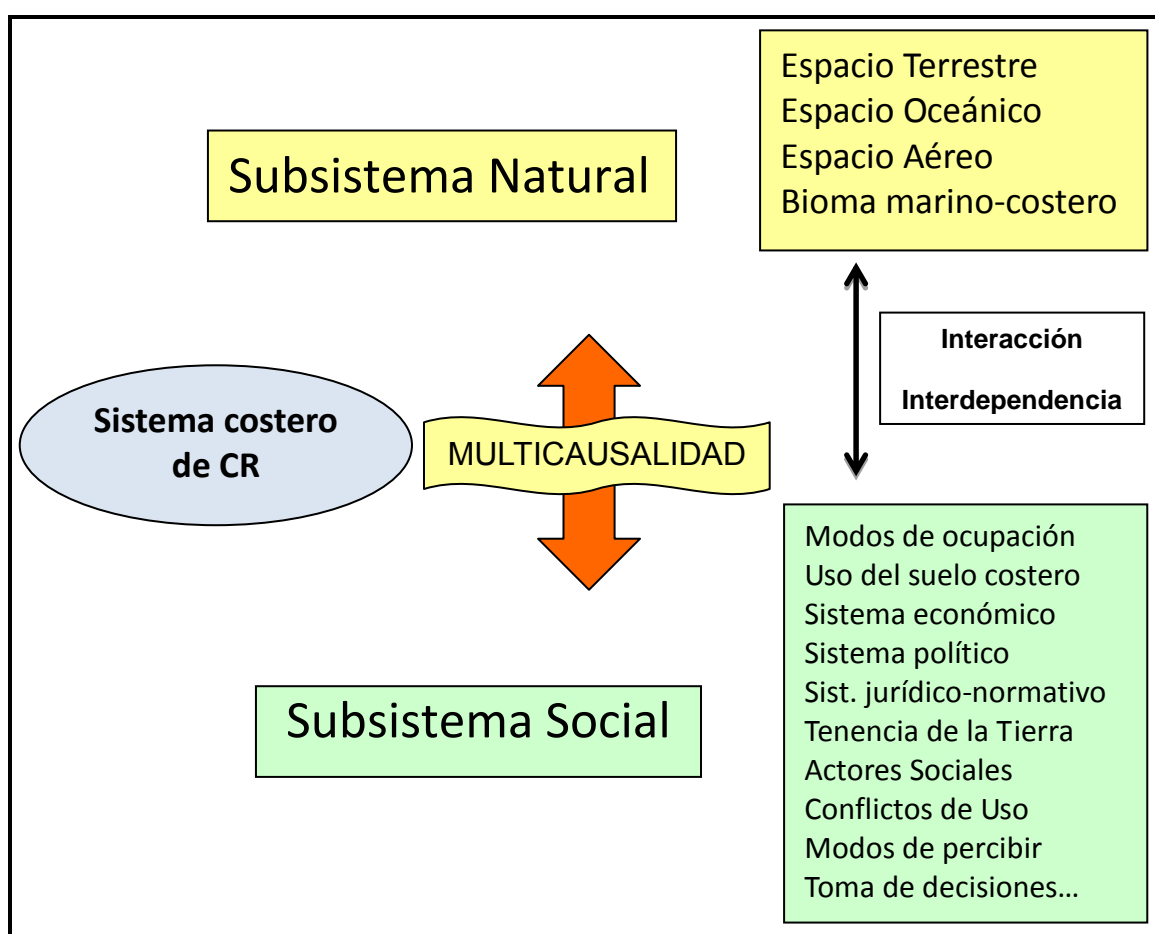 Espacio Terrestre
Espacio Oceánico
Espacio Aéreo
Bioma marino-costero
Subsistema Natural
Interacción
Interdependencia
Sistema costero
de CR
MULTICAUSALIDAD
Modos de ocupación
Uso del suelo costero
Sistema económico
Sistema político
Sist. jurídico-normativo
Tenencia de la Tierra
Actores Sociales
Conflictos de Uso
Modos de percibir
Toma de decisiones…
Subsistema Social